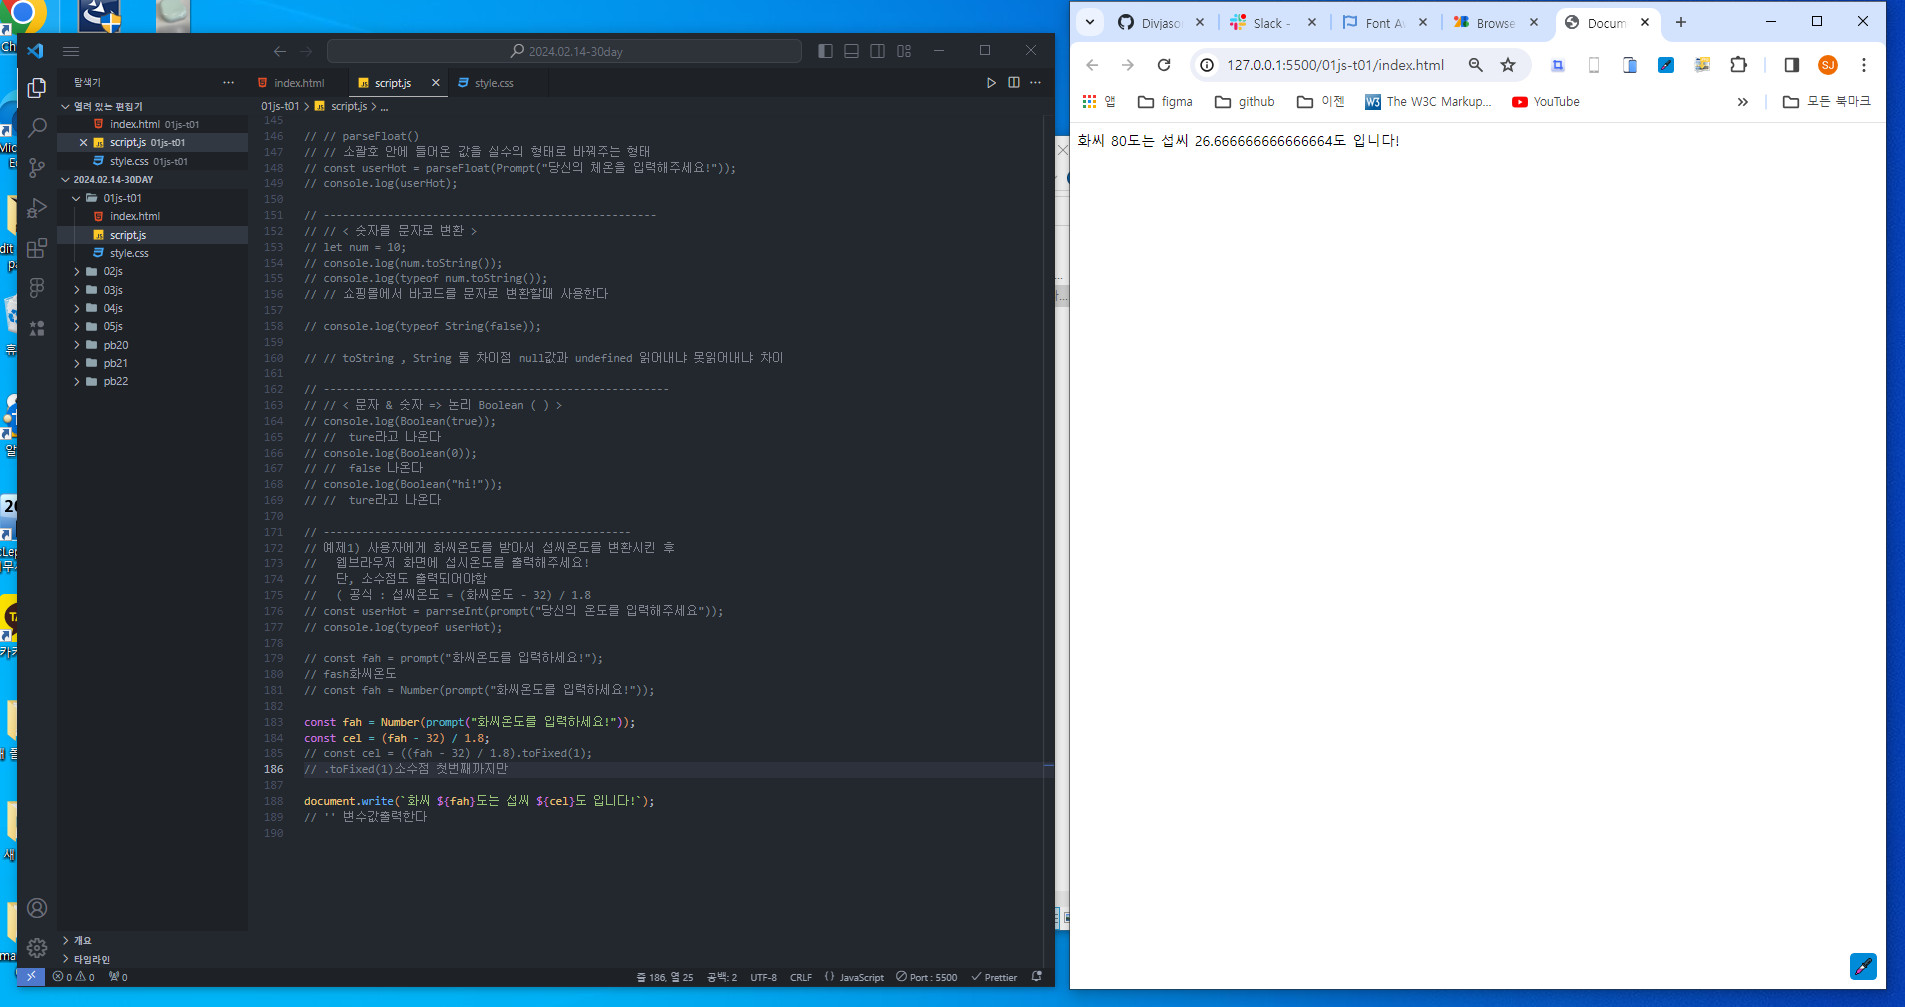 2024.02.14-30day
탐색기
index.html
script.js
style.css
열려 있는 편집기
index.html 01js-t01
script.js 01js-t01
style.css 01js-t01
2024.02.14-30DAY
01js-t01
index.html
script.js
style.css
02js
03js
04js
05js
pb20
pb21
pb22
개요
타임라인
01js-t01 > script.js > ...
145
146 // // parseFloat()
147 // // 소괄호 안에 들어온 값을 실수의 형태로 바꿔주는 형태
148 // const userHot = parseFloat(Prompt("당신의 체온을 입력해주세요!"));
149 // console.log(userHot);
150
151 // ----------------------------------------------------
152 // // < 숫자를 문자로 변환 >
153 // let num = 10;
154 // console.log(num.toString());
155 // console.log(typeof num.toString());
156 // // 쇼핑몰에서 바코드를 문자로 변환할때 사용한다
157
158 // console.log(typeof String(false));
159
160 // // toString , String 둘 차이점 null값과 undefined 읽어내냐 못읽어내냐 차이
161
162 // ------------------------------------------------------
163 // // < 문자 & 숫자 => 논리 Boolean ( ) >
164 // console.log(Boolean(true));
165 // //  ture라고 나온다
166 // console.log(Boolean(0));
167 // //  false 나온다
168 // console.log(Boolean("hi!"));
169 // //  ture라고 나온다
170
171 // ------------------------------------------------
172 // 예제1) 사용자에게 화씨온도를 받아서 섭씨온도를 변환시킨 후
173 //   웹브라우저 화면에 섭시온도를 출력해주세요!
174 //   단, 소수점도 출력되어야함
175 //   ( 공식 : 섭씨온도 = (화씨온도 - 32) / 1.8
176 // const userHot = parrseInt(prompt("당신의 온도를 입력해주세요"));
177 // console.log(typeof userHot);
178
179 // const fah = prompt("화씨온도를 입력하세요!");
180 // fash화씨온도
181 // const fah = Number(prompt("화씨온도를 입력하세요!"));
182
183 const fah = Number(prompt("화씨온도를 입력하세요!"));
184 const cel = (fah - 32) / 1.8;
185 // const cel = ((fah - 32) / 1.8).toFixed(1);
186 // .toFixed(1)소수점 첫번째까지만
187
188 document.write(`화씨 ${fah}도는 섭씨 ${cel}도 입니다!`);
189 // '' 변수값출력한다
190
0 0 0
줄 186, 열 25
공백: 2
UTF-8
CRLF
JavaScript
Port : 5500
Prettier
Slack -
Browse
Docum
127.0.0.1:5500/01js-t01/index.html
SJ
앱
figma
github
이젠
The W3C Markup...
YouTube
모든 북마크
화씨 80도는 섭씨 26.666666666666664도 입니다!